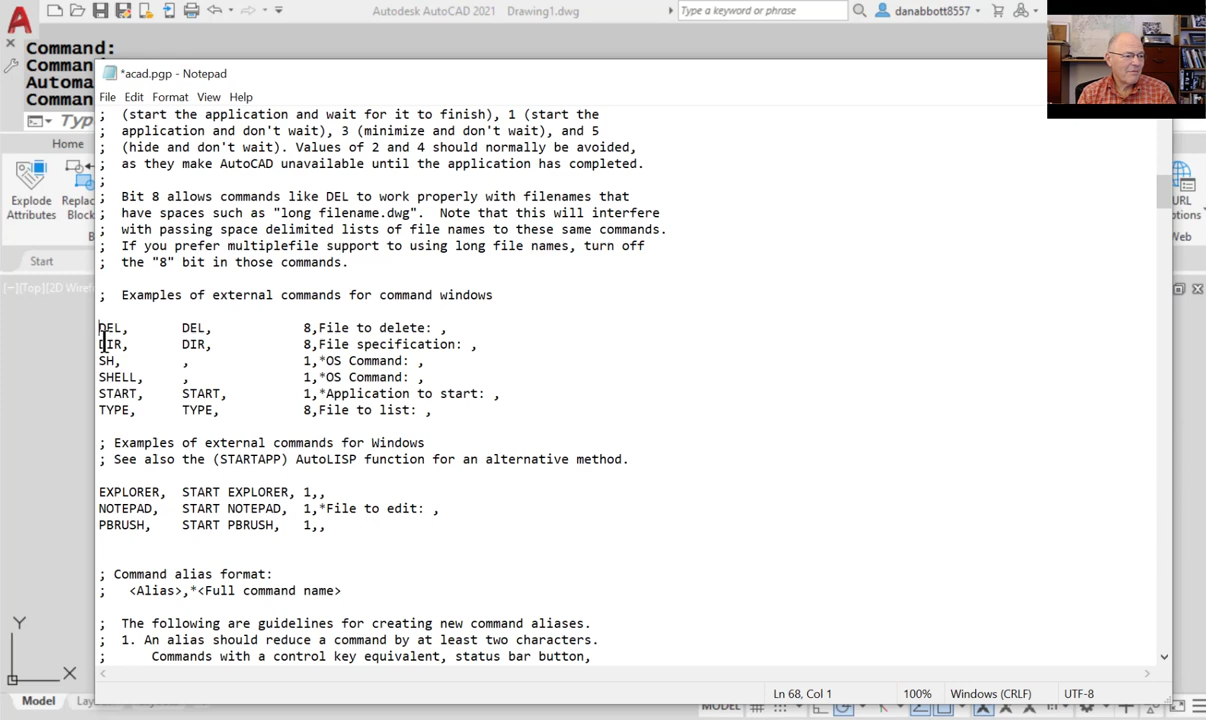 Autodesk AutoCAD 2021 Drawing1.dwg
Type a keyword or phrase
danabbott8557
Command:
Comman
Automa
Comman
Typ
*acad.pgp - Notepad
File Edit Format View Help
Home
Explode
Attributes
Replac
Block
B
Start
[−][Top][2D Wirefr
URL
ptions
Web
; (start the application and wait for it to finish), 1 (start the
; application and don't wait), 3 (minimize and don't wait), and 5
; (hide and don't wait). Values of 2 and 4 should normally be avoided,
; as they make AutoCAD unavailable until the application has completed.
;
; Bit 8 allows commands like DEL to work properly with filenames that
; have spaces such as "long filename.dwg". Note that this will interfere
; with passing space delimited lists of file names to these same commands.
; If you prefer multiplefile support to using long file names, turn off
; the "8" bit in those commands.
; Examples of external commands for command windows
DEL, DEL, 8,File to delete: ,
DIR, DIR, 8,File specification: ,
SH, , 1,*OS Command: ,
SHELL, , 1,*OS Command: ,
START, START, 1,*Application to start: ,
TYPE, TYPE, 8,File to list: ,
; Examples of external commands for Windows
; See also the (STARTAPP) AutoLISP function for an alternative method.
EXPLORER, START EXPLORER, 1,,
NOTEPAD, START NOTEPAD, 1,*File to edit: ,
PBRUSH, START PBRUSH, 1,,
; Command alias format:
; <Alias>,*<Full command name>
; The following are guidelines for creating new command aliases.
; 1. An alias should reduce a command by at least two characters.
; Commands with a control key equivalent, status bar button,
Ln 68, Col 1 100% Windows (CRLF) UTF-8
Y
X
Model Lay
MODEL